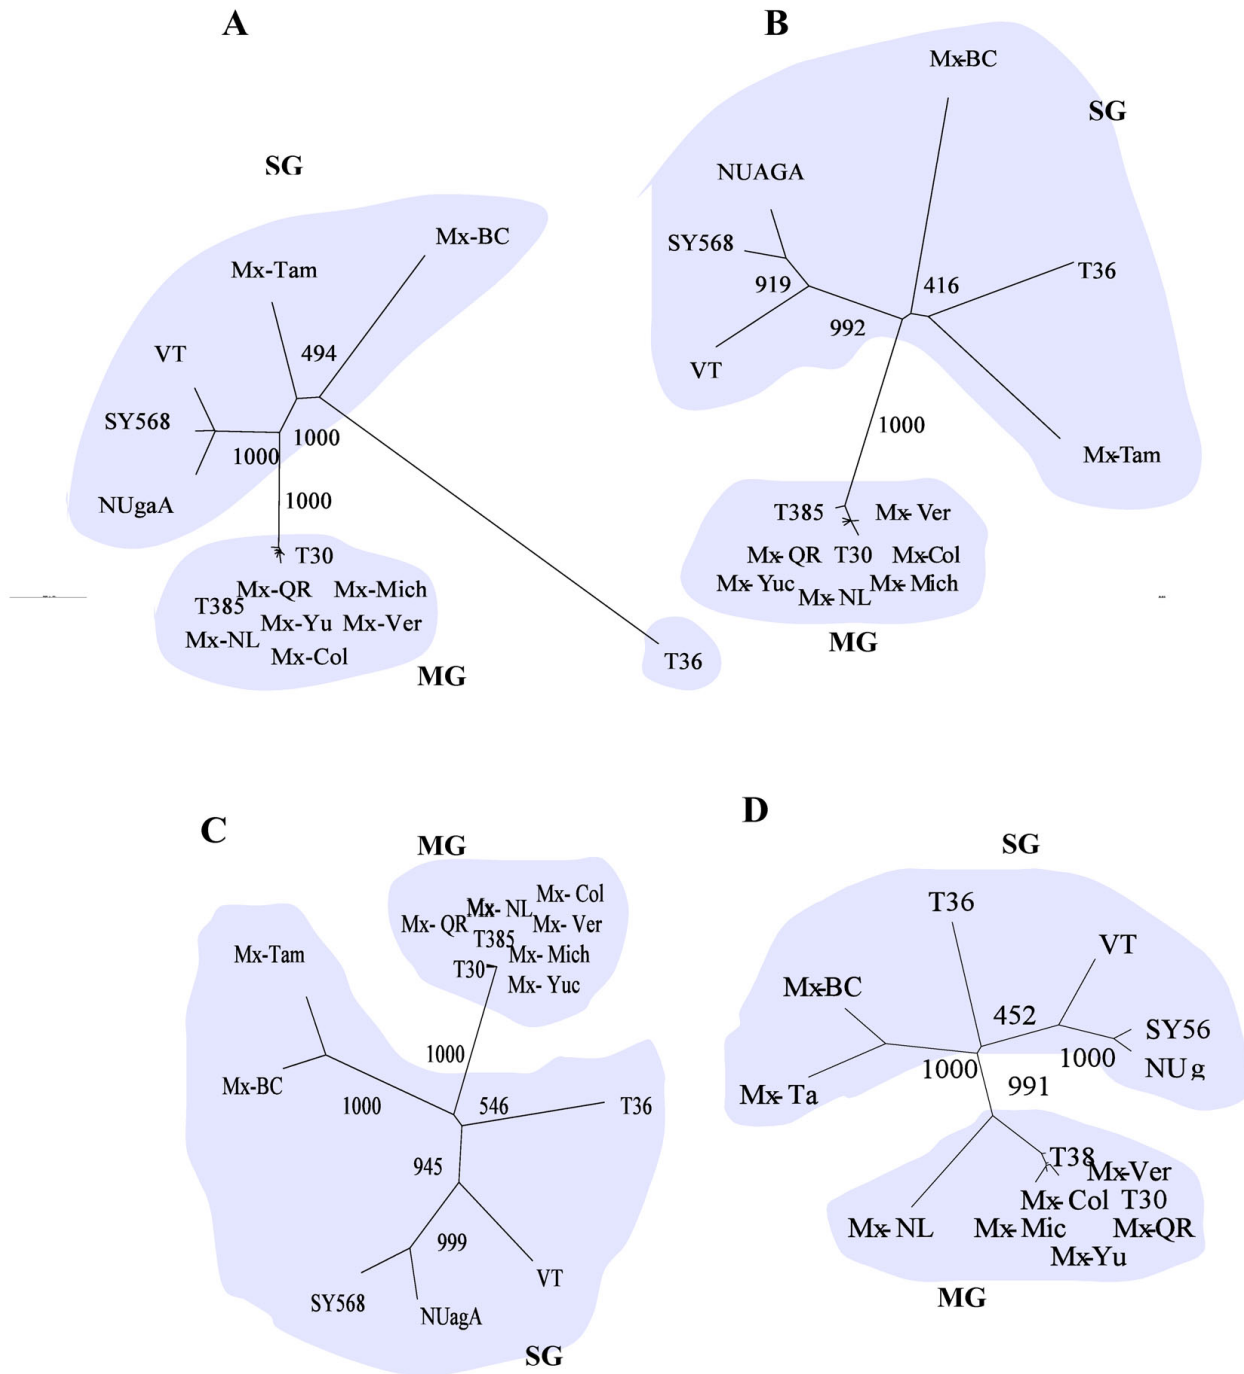 A
SG
Mx-BC
Mx-Tam
494
VT
SY568
1000
1000
NUgaA
1000
T30
Mx-QR
Mx-Mich
T385
Mx-Yu
Mx-Ver
Mx-NL
Mx-Col
MG
T36
B
Mx-BC
SG
NUAGA
SY568
919
416
T36
992
VT
1000
Mx-Tam
T385
Mx-Ver
Mx-QR
T30
Mx-Col
Mx-Yuc
Mx-NL
Mx-Mich
MG
C
MG
Mx- Col
Mx- NL
Mx- QR
Mx- Ver
T385
Mx- Mich
T30
Mx- Yuc
Mx-Tam
1000
Mx-BC
1000
546
T36
945
999
VT
SY568
NUagA
SG
D
SG
T36
VT
Mx-BC
452
SY56
1000
1000
NUg
991
Mx-Ta
T38
Mx-Ver
Mx-Col
T30
Mx-NL
Mx-Mic
Mx-QR
Mx-Yu
MG